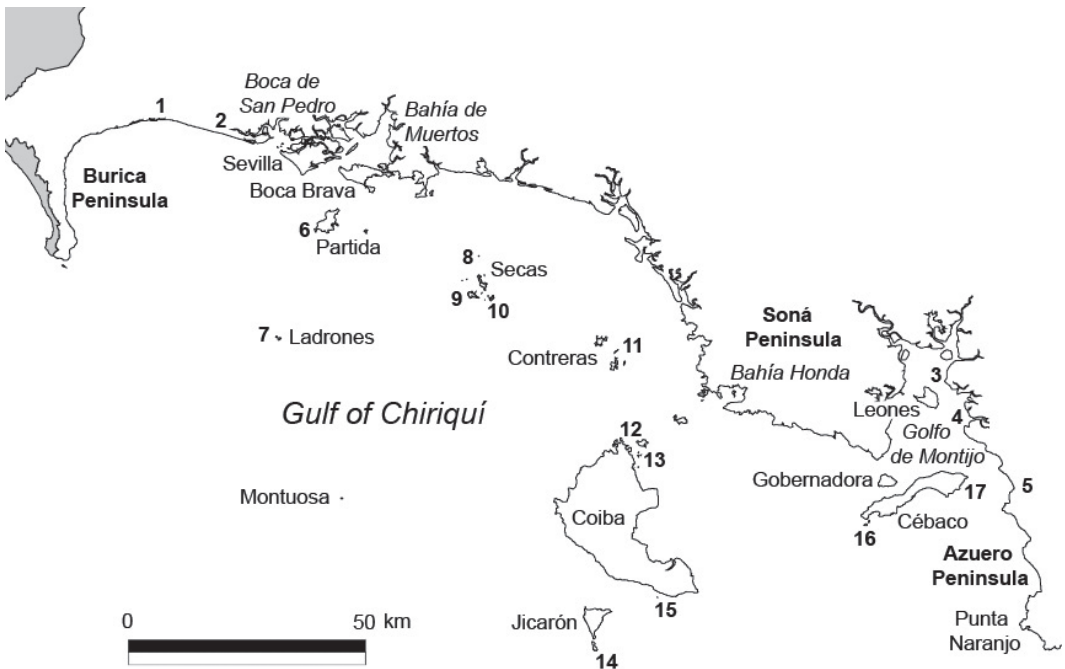 Boca de
San Pedro
Bahía de
Muertos
1
2
Sevilla
Boca Brava
Burica
Peninsula
6
Partida
8
Secas
9
10
7
Ladrones
11
Contreras
Soná
Peninsula
Bahía Honda
3
Leones
4
Golfo
de Montijo
Gulf of Chiriquí
12
13
Gobernadora
17
5
Montuosa
Coiba
Cébaco
16
Azuero
Peninsula
15
Jicarón
14
Punta
Naranjo
0
50 km